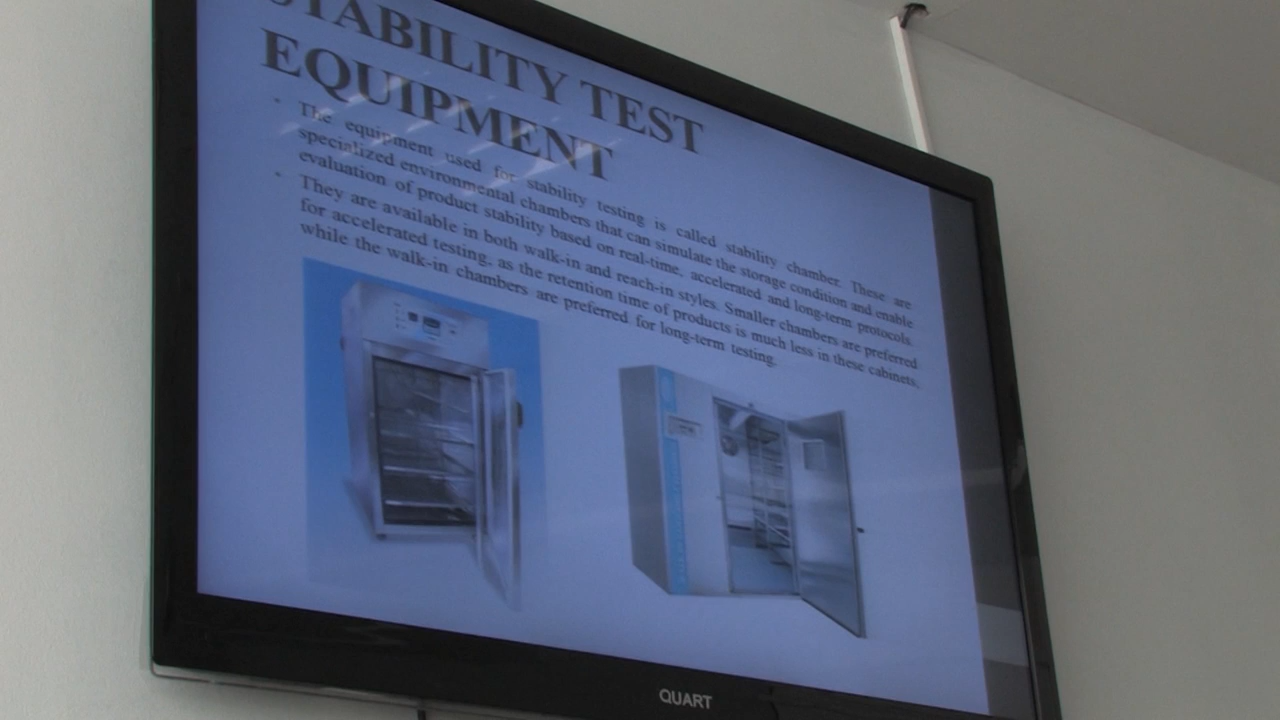 STABILITY TEST
EQUIPMENT
The equipment used for stability testing is called stability chamber. These are
specialized environmental chambers that can simulate the storage condition and enable
evaluation of product stability based on real-time, accelerated and long-term protocols.
They are available in both walk-in and reach-in styles. Smaller chambers are preferred
for accelerated testing, as the retention time of products is much less in these cabinets,
while the walk-in chambers are preferred for long-term testing.
QUART